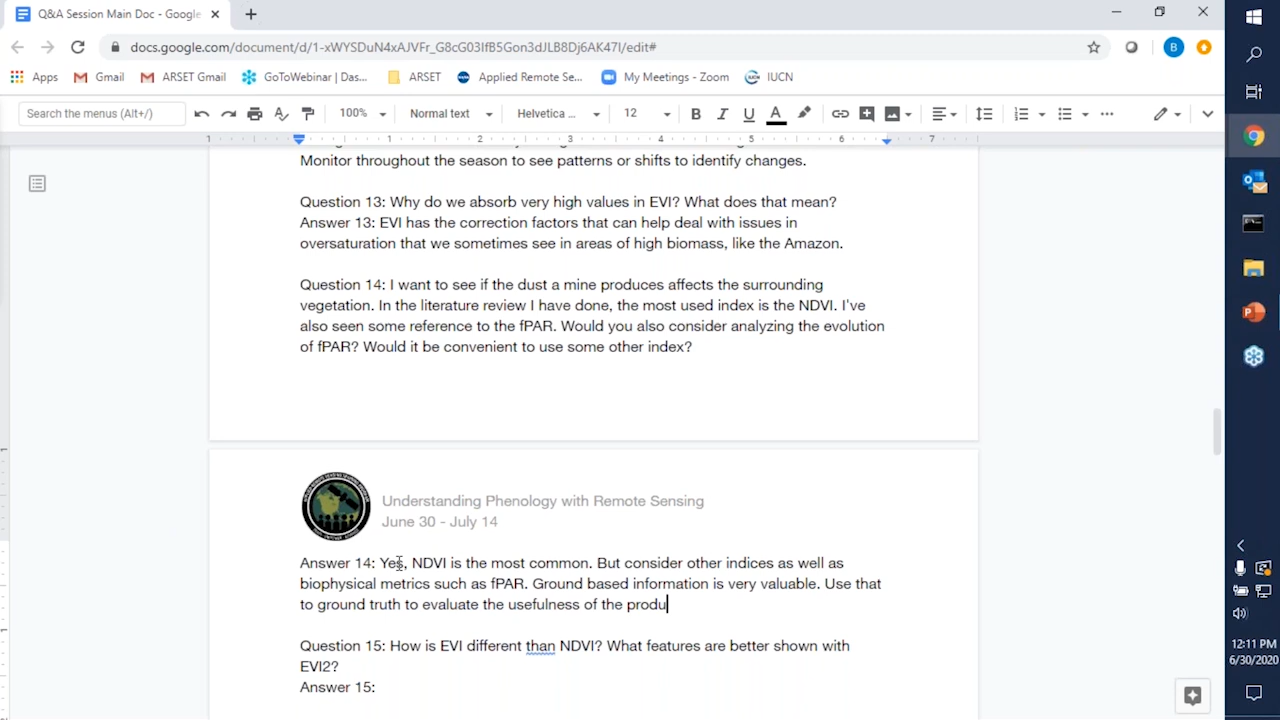 Q&A Session Main Doc - Google
docs.google.com/document/d/1-xWYSDuN4xAJVFr_G8cG03IfB5Gon3dJLB8Dj6AK47I/edit#
Apps Gmail ARSET Gmail GoToWebinar | Das... ARSET Applied Remote Se... My Meetings - Zoom IUCN
Search the menus (Alt+/) 100% Normal text Helvetica ... 12
1 1 2 3 4 5 6 7
Monitor throughout the season to see patterns or shifts to identify changes.
Question 13: Why do we absorb very high values in EVI? What does that mean?
Answer 13: EVI has the correction factors that can help deal with issues in
oversaturation that we sometimes see in areas of high biomass, like the Amazon.
Question 14: I want to see if the dust a mine produces affects the surrounding
vegetation. In the literature review I have done, the most used index is the NDVI. I've
also seen some reference to the fPAR. Would you also consider analyzing the evolution
of fPAR? Would it be convenient to use some other index?
Understanding Phenology with Remote Sensing
June 30 - July 14
Answer 14: Yes, NDVI is the most common. But consider other indices as well as
biophysical metrics such as fPAR. Ground based information is very valuable. Use that
to ground truth to evaluate the usefulness of the produ
Question 15: How is EVI different than NDVI? What features are better shown with
EVI2?
Answer 15:
12:11 PM
6/30/2020